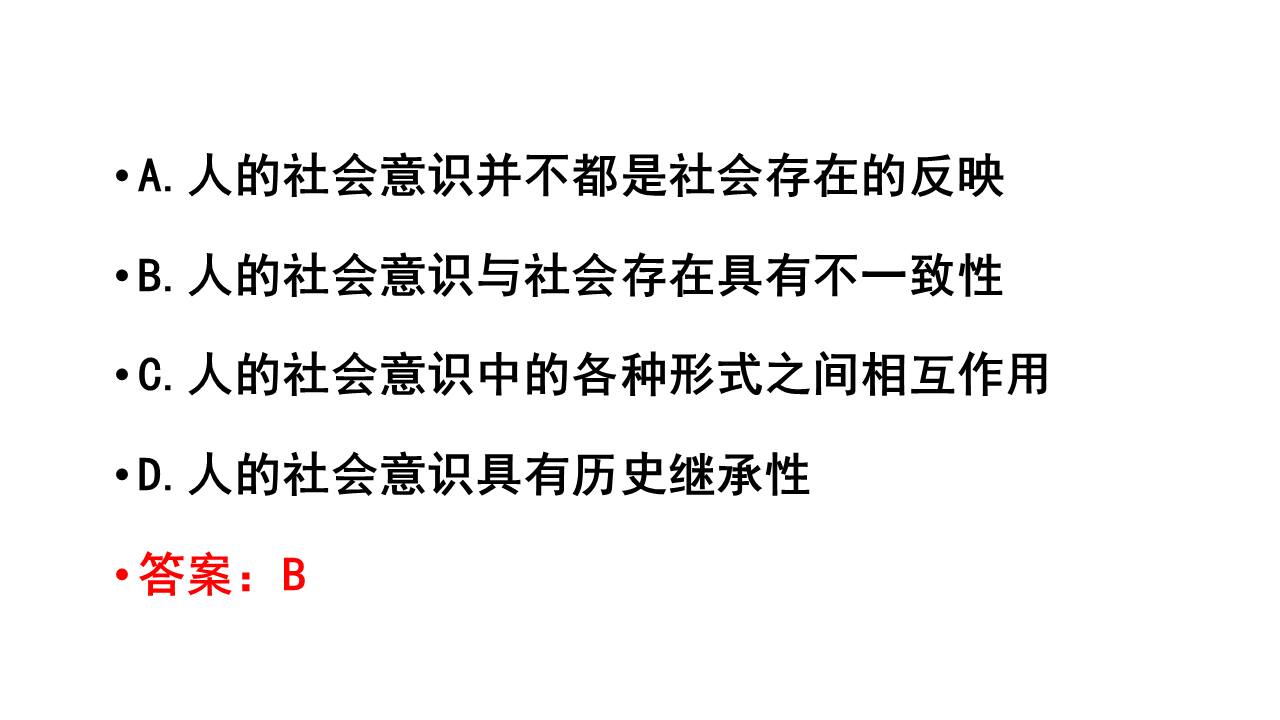 •A.人的社会意识并不都是社会存在的反映
•B.人的社会意识与社会存在具有不一致性
•C.人的社会意识中的各种形式之间相互作用
•D.人的社会意识具有历史继承性
•答案：B